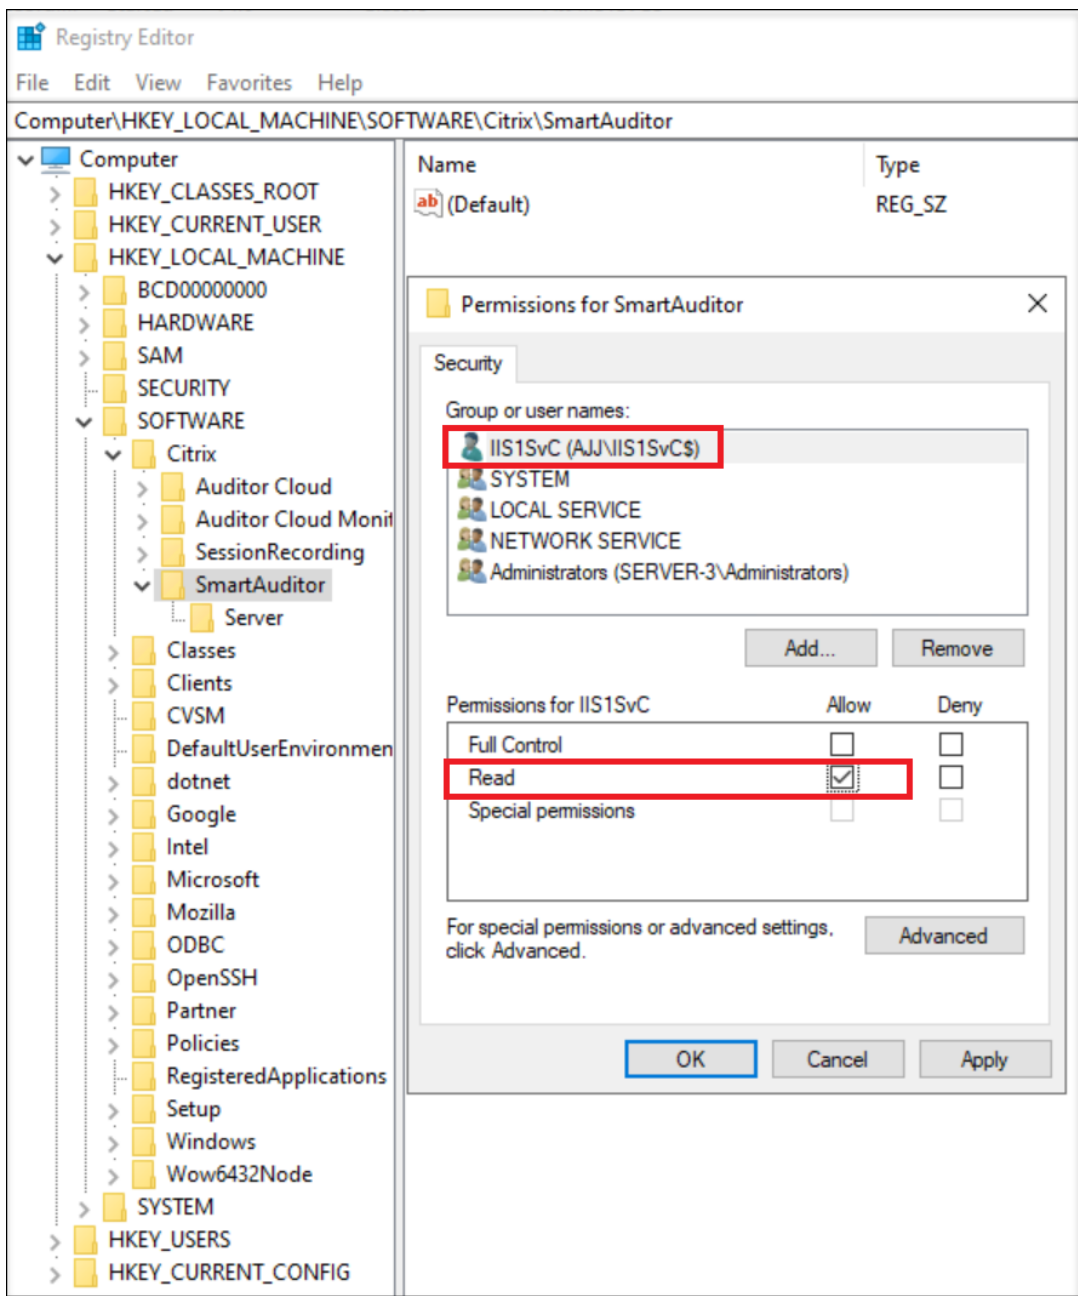 Registry Editor
File Edit View Favorites Help
Computer\HKEY_LOCAL_MACHINE\SOFTWARE\Citrix\SmartAuditor
Computer
HKEY_CLASSES_ROOT
HKEY_CURRENT_USER
HKEY_LOCAL_MACHINE
BCD00000000
HARDWARE
SAM
SECURITY
SOFTWARE
Citrix
Auditor Cloud
Auditor Cloud Monit
SessionRecording
SmartAuditor
Server
Classes
Clients
CVSM
DefaultUserEnvironmen
dotnet
Google
Intel
Microsoft
Mozilla
ODBC
OpenSSH
Partner
Policies
RegisteredApplications
Setup
Windows
Wow6432Node
SYSTEM
HKEY_USERS
HKEY_CURRENT_CONFIG
Name Type
ab (Default) REG_SZ
Permissions for SmartAuditor
Security
Group or user names:
IIS1SvC (AJJ\IIS1SvC$)
SYSTEM
LOCAL SERVICE
NETWORK SERVICE
Administrators (SERVER-3\Administrators)
Add... Remove
Permissions for IIS1SvC Allow Deny
Full Control
Read
Special permissions
For special permissions or advanced settings,
click Advanced.
Advanced
OK Cancel Apply